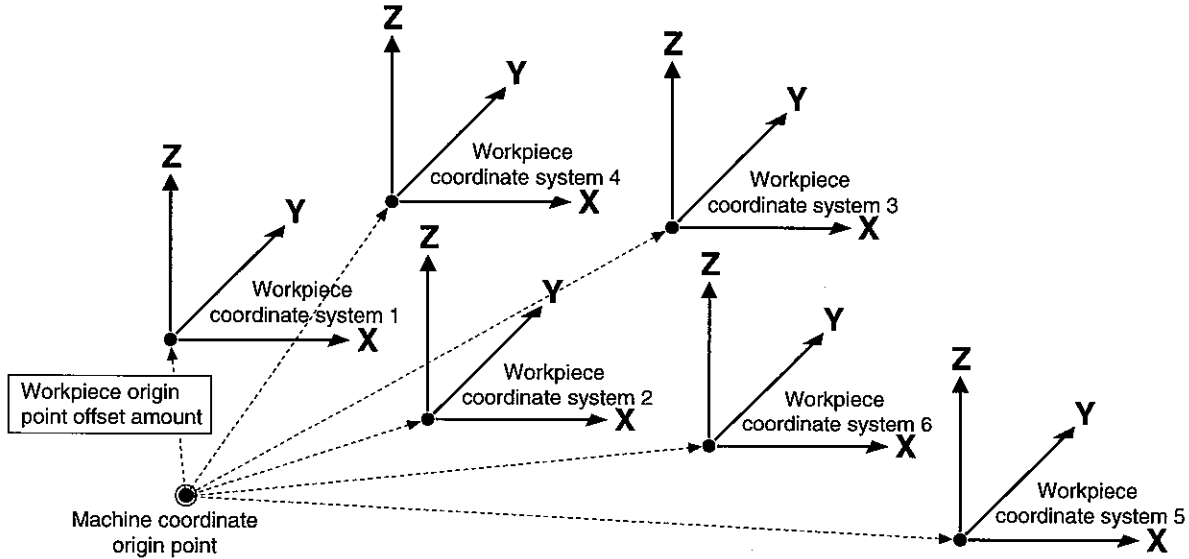 Z
Y
Workpiece
coordinate system 4
X
Z
Y
Workpiece
coordinate system 3
X
Z
Y
Workpiece
coordinate system 1
X
Z
Y
Workpiece
coordinate system 2
X
Z
Y
Workpiece
coordinate system 6
X
Z
Y
Workpiece
coordinate system 5
X
Workpiece origin
point offset amount
Machine coordinate
origin point